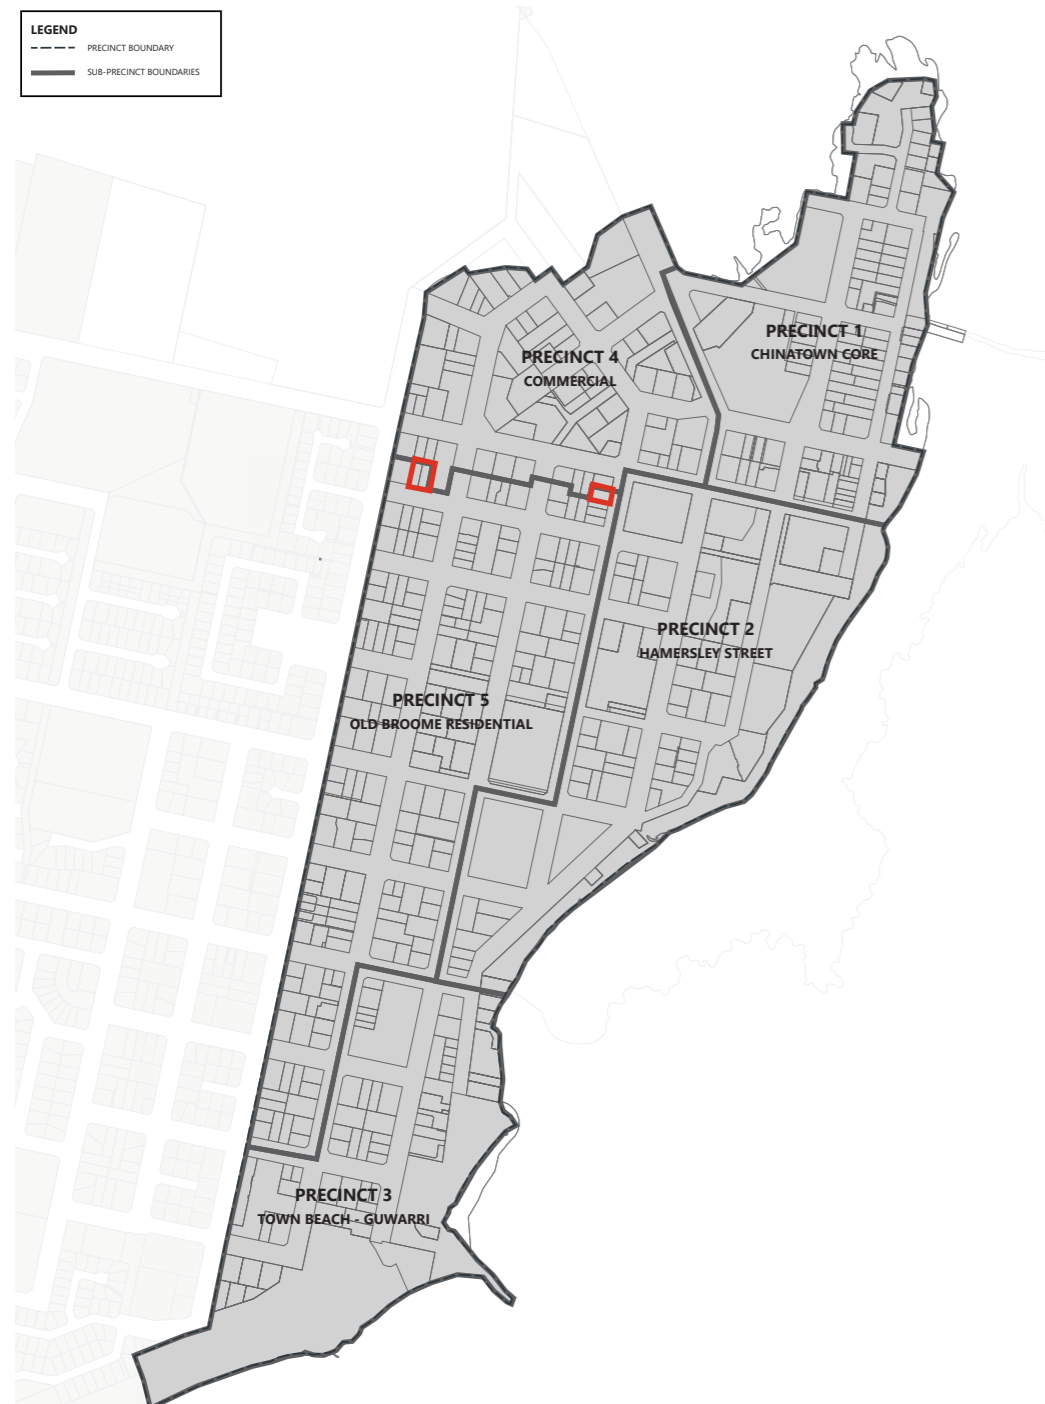 LEGEND
PRECINCT BOUNDARY
SUB-PRECINCT BOUNDARIES
PRECINCT 1
CHINATOWN CORE
PRECINCT 4
COMMERCIAL
PRECINCT 2
HAMERSLEY STREET
PRECINCT 5
OLD BROOME RESIDENTIAL
PRECINCT 3
TOWN BEACH - GUWARRI